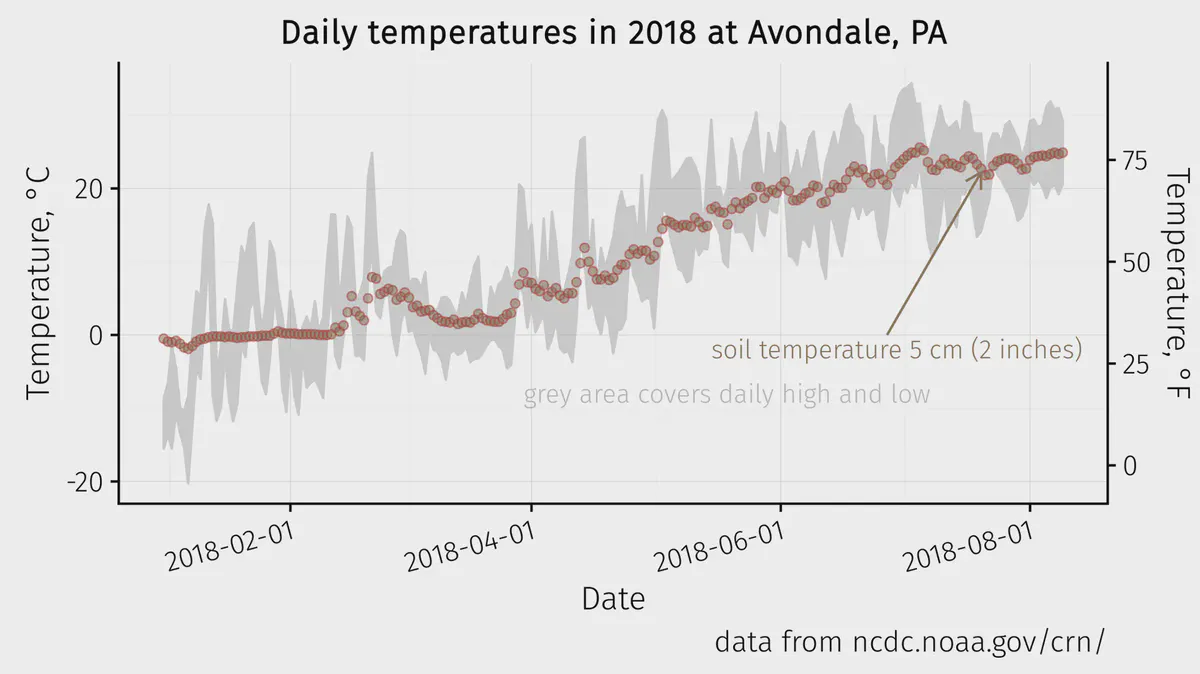 Daily temperatures in 2018 at Avondale, PA
Temperature, °C
20
0
-20
75
50
25
0
Temperature, °F
soil temperature 5 cm (2 inches)
grey area covers daily high and low
2018-02-01
2018-04-01
2018-06-01
2018-08-01
Date
data from ncdc.noaa.gov/crn/